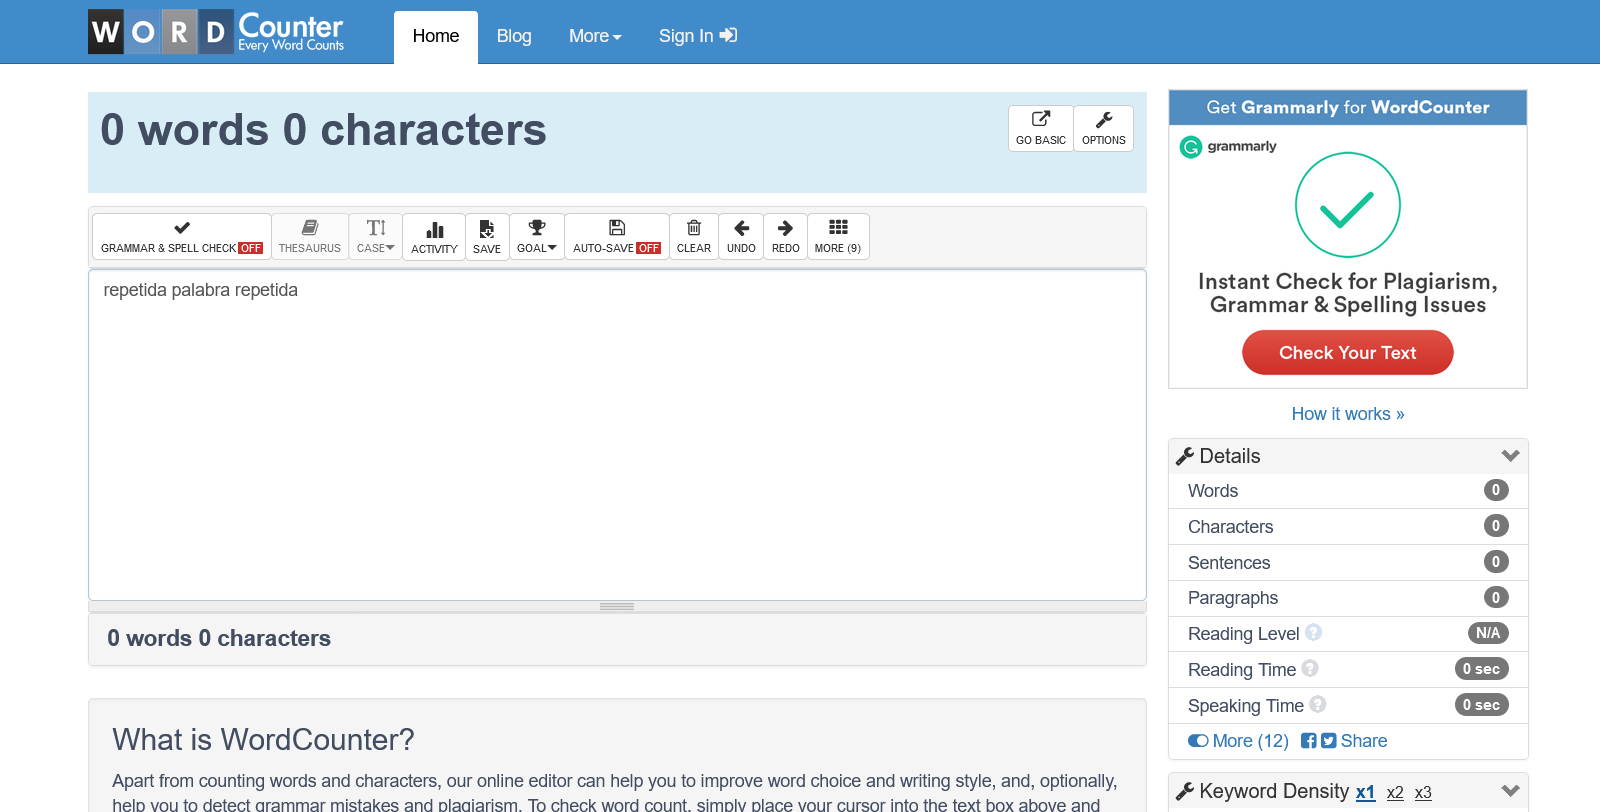 WORD Counter
Every Word Counts
Home
Blog
More
Sign In
0 words 0 characters
GO BASIC
OPTIONS
GRAMMAR & SPELL CHECK OFF
THESAURUS
CASE
ACTIVITY
SAVE
GOAL
AUTO-SAVE OFF
CLEAR
UNDO
REDO
MORE (9)
repetida palabra repetida
0 words 0 characters
What is WordCounter?
Apart from counting words and characters, our online editor can help you to improve word choice and writing style, and, optionally,
help you to detect grammar mistakes and plagiarism. To check word count, simply place your cursor into the text box above and
Get Grammarly for WordCounter
grammarly
Instant Check for Plagiarism,
Grammar & Spelling Issues
Check Your Text
How it works »
Details
Words 0
Characters 0
Sentences 0
Paragraphs 0
Reading Level ? N/A
Reading Time ? 0 sec
Speaking Time ? 0 sec
More (12) Share
Keyword Density x1 x2 x3